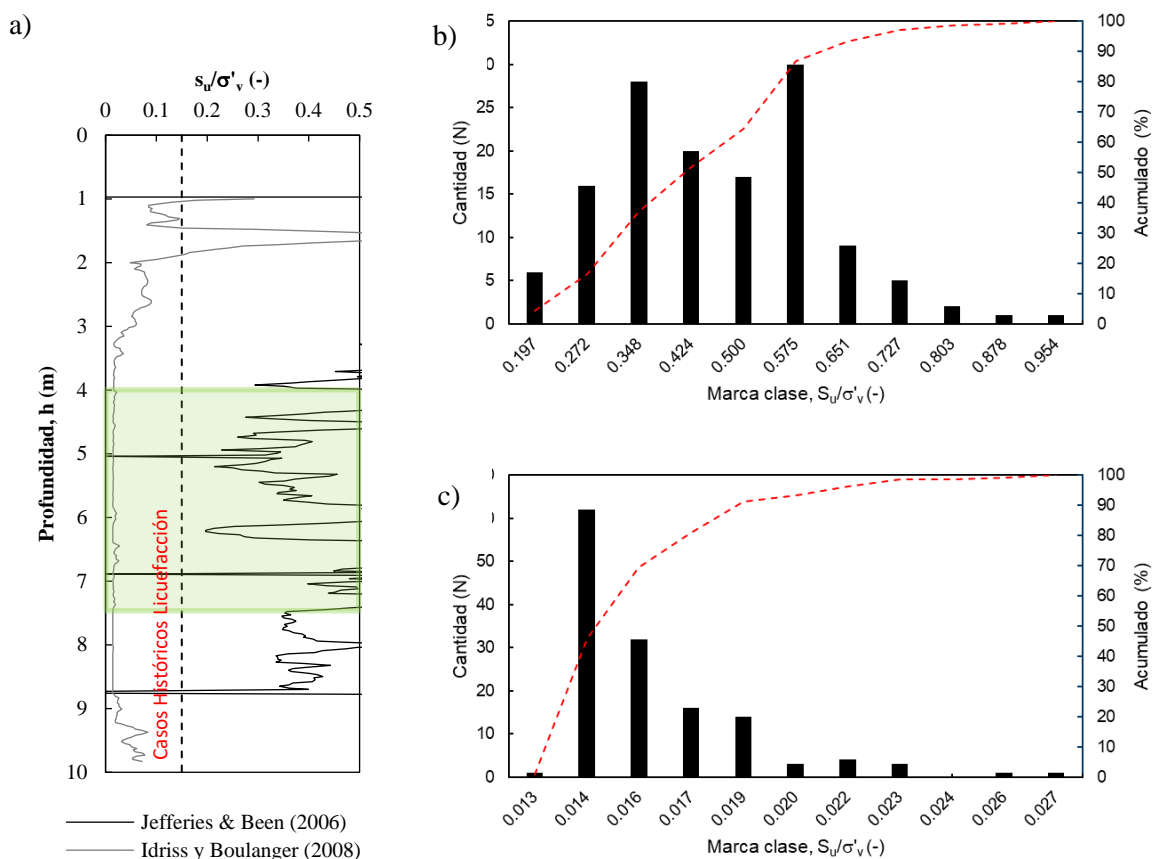 a)
su/σ'v (-)
0 0.1 0.2 0.3 0.4 0.5
0
1
2
3
4
5
6
7
8
9
10
Profundidad, h (m)
Casos Históricos Licuefacción
Jefferies & Been (2006)
Idriss y Boulanger (2008)
b)
5
0
25
20
15
10
5
0
Cantidad (N)
100
90
80
70
60
50
40
30
20
10
0
Acumulado (%)
0.197 0.272 0.348 0.424 0.500 0.575 0.651 0.727 0.803 0.878 0.954
Marca clase, Su/σ'v (-)
c)
0
0
50
40
30
20
10
0
Cantidad (N)
100
90
80
70
60
50
40
30
20
10
0
Acumulado (%)
0.013 0.014 0.016 0.017 0.019 0.020 0.022 0.023 0.024 0.026 0.027
Marca clase, Su/σ'v (-)